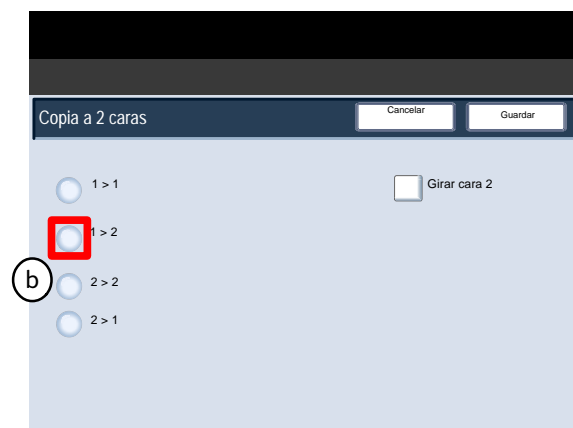 Copia a 2 caras
Cancelar
Guardar
1 > 1
Girar cara 2
1 > 2
b
2 > 2
2 > 1